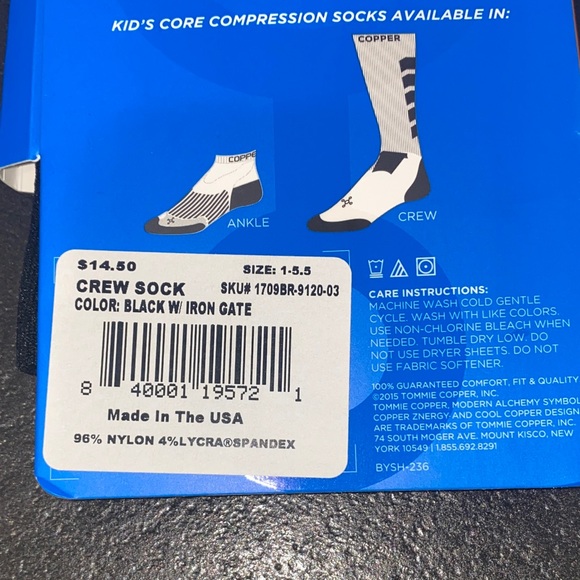 KID'S CORE COMPRESSION SOCKS AVAILABLE IN:
COPPER
COPPE
ANKLE
CREW
$14.50 SIZE: 1-5.5
CREW SOCK SKU# 1709BR-9120-03
COLOR: BLACK W/ IRON GATE
8 40001 19572 1
Made In The USA
96% NYLON 4%LYCRA®SPANDEX
CARE INSTRUCTIONS:
MACHINE WASH COLD GENTLE
CYCLE. WASH WITH LIKE COLORS.
USE NON-CHLORINE BLEACH WHEN
NEEDED. TUMBLE DRY LOW. DO
NOT USE DRYER SHEETS. DO NOT
USE FABRIC SOFTENER.
100% GUARANTEED COMFORT, FIT & QUALITY
©2015 TOMMIE COPPER, INC.
TOMMIE COPPER, MODERN ALCHEMY SYMBOL
COPPER ZNERGY AND COOL COPPER DESIGN
ARE TRADEMARKS OF TOMMIE COPPER, INC.
74 SOUTH MOGER AVE. MOUNT KISCO, NEW
YORK 10549 | 1.855.692.8291
BYSH-236